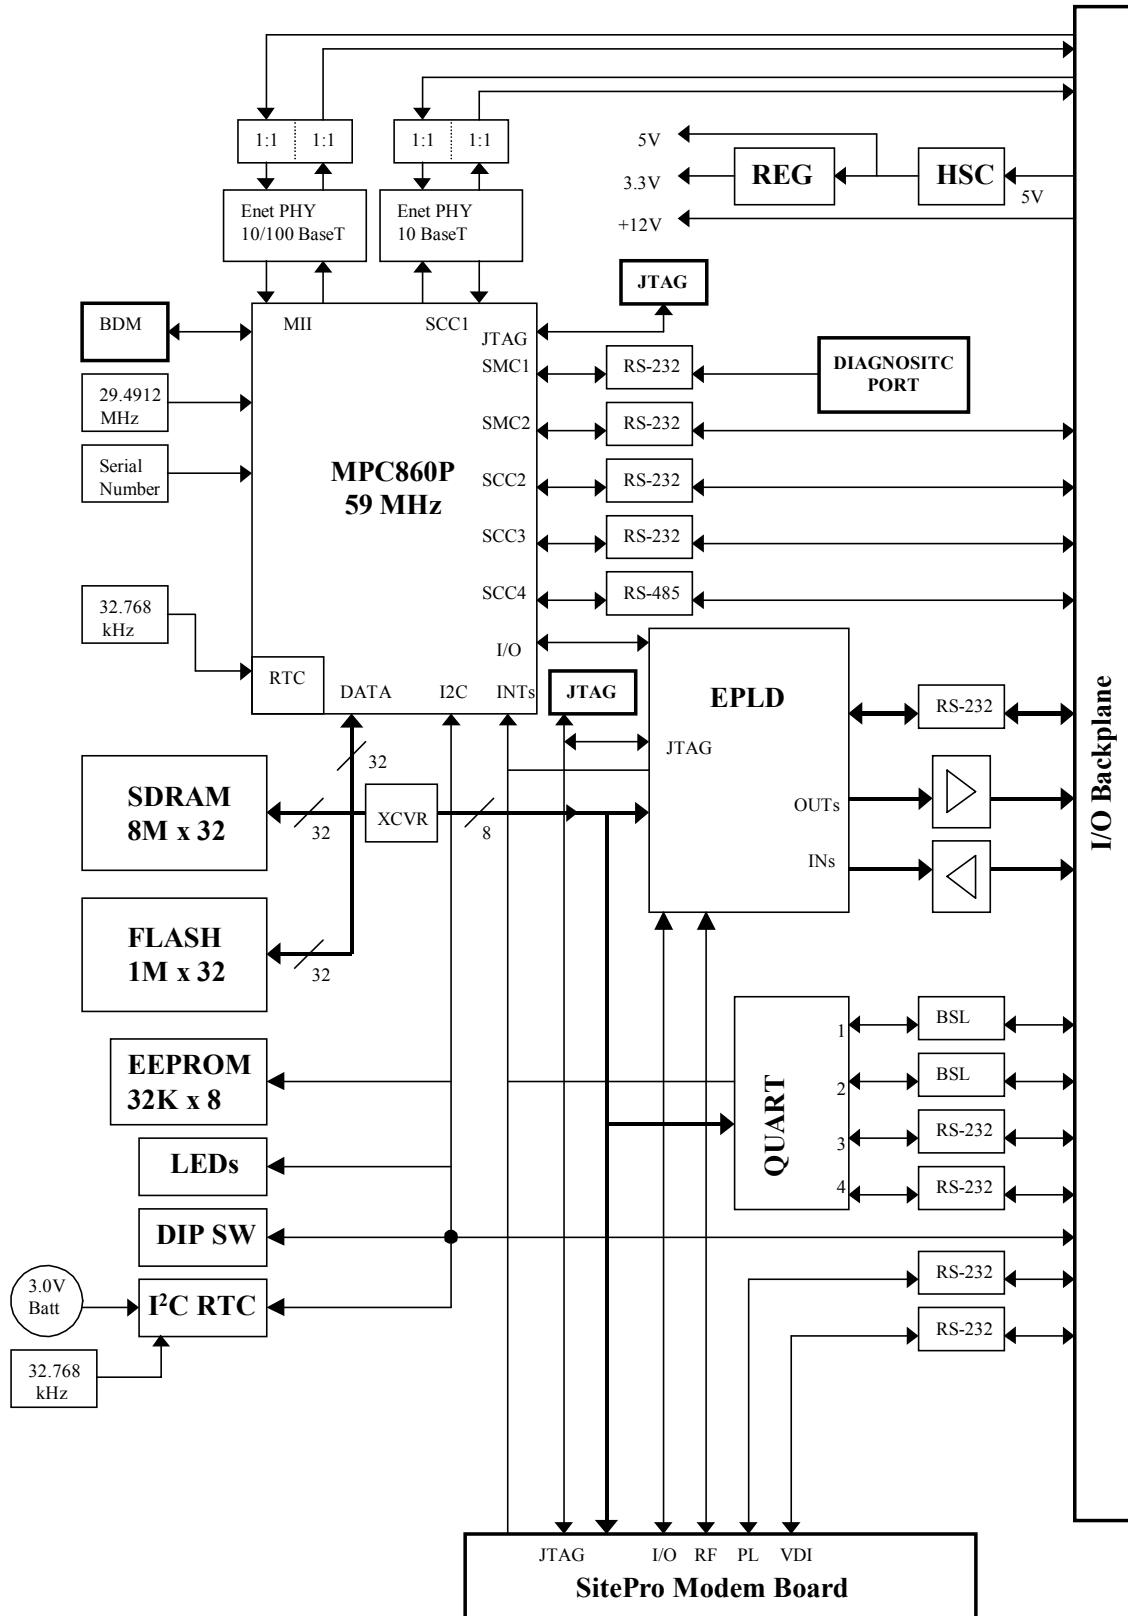 1:1
1:1
1:1
1:1
5V
3.3V
REG
HSC
5V
+12V
Enet PHY
10/100 BaseT
Enet PHY
10 BaseT
JTAG
BDM
MII
SCC1
JTAG
SMC1
RS-232
DIAGNOSITC
PORT
29.4912
MHz
SMC2
RS-232
Serial
Number
MPC860P
59 MHz
SCC2
RS-232
SCC3
RS-232
32.768
kHz
SCC4
RS-485
I/O
RTC
DATA
I2C
INTs
JTAG
EPLD
RS-232
JTAG
I/O Backplane
32
SDRAM
8M x 32
32
XCVR
8
OUTs
INs
FLASH
1M x 32
32
1
BSL
EEPROM
32K x 8
2
BSL
QUART
3
RS-232
LEDs
4
RS-232
DIP SW
RS-232
3.0V
Batt
I²C RTC
RS-232
32.768
kHz
JTAG
I/O
RF
PL
VDI
SitePro Modem Board